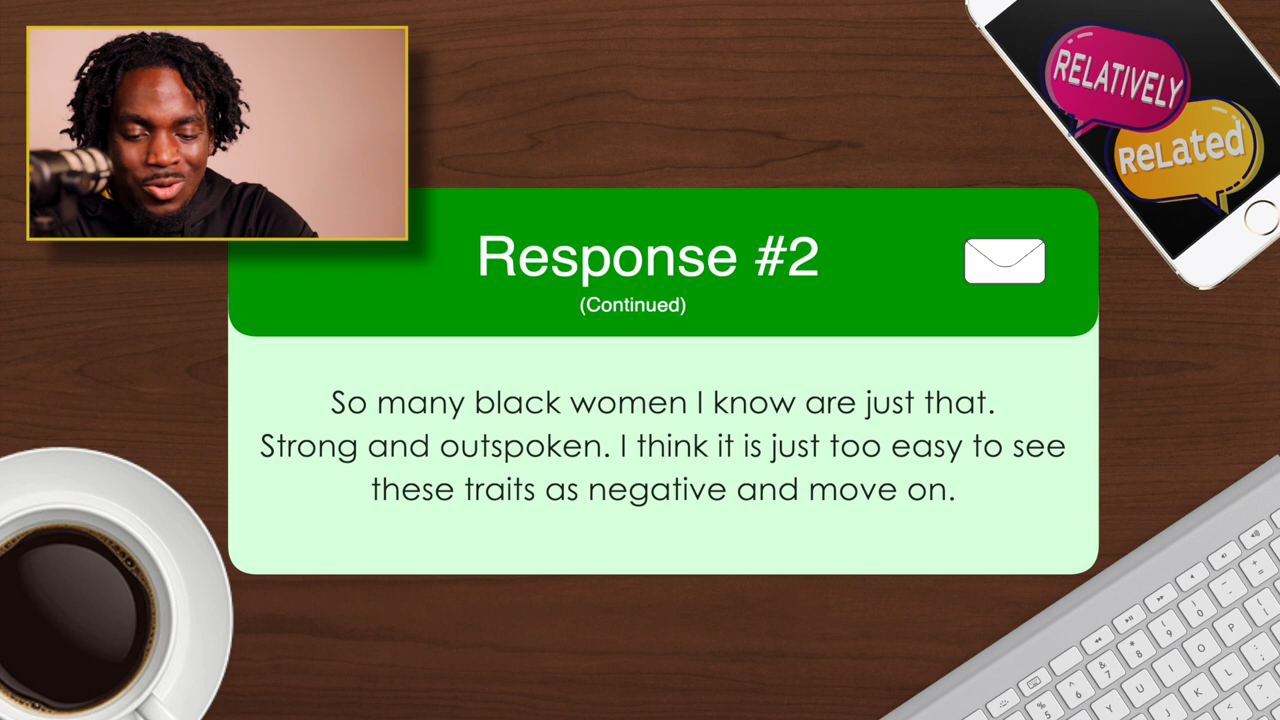 RELATIVELY
ReLated
Response #2
(Continued)
So many black women I know are just that.
Strong and outspoken. I think it is just too easy to see
these traits as negative and move on.